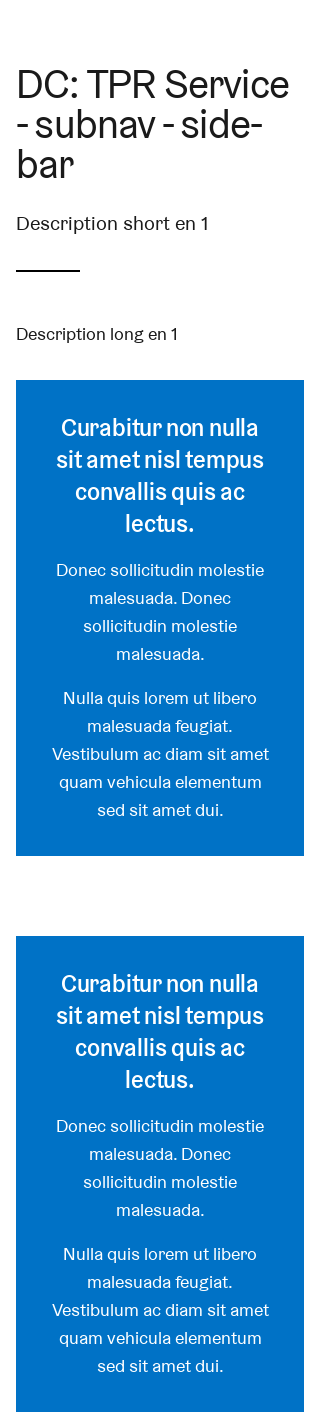 DC: TPR Service
- subnav - side-
bar
Description short en 1
Description long en 1
Curabitur non nulla
sit amet nisl tempus
convallis quis ac
lectus.
Donec sollicitudin molestie
malesuada. Donec
sollicitudin molestie
malesuada.
Nulla quis lorem ut libero
malesuada feugiat.
Vestibulum ac diam sit amet
quam vehicula elementum
sed sit amet dui.
Curabitur non nulla
sit amet nisl tempus
convallis quis ac
lectus.
Donec sollicitudin molestie
malesuada. Donec
sollicitudin molestie
malesuada.
Nulla quis lorem ut libero
malesuada feugiat.
Vestibulum ac diam sit amet
quam vehicula elementum
sed sit amet dui.